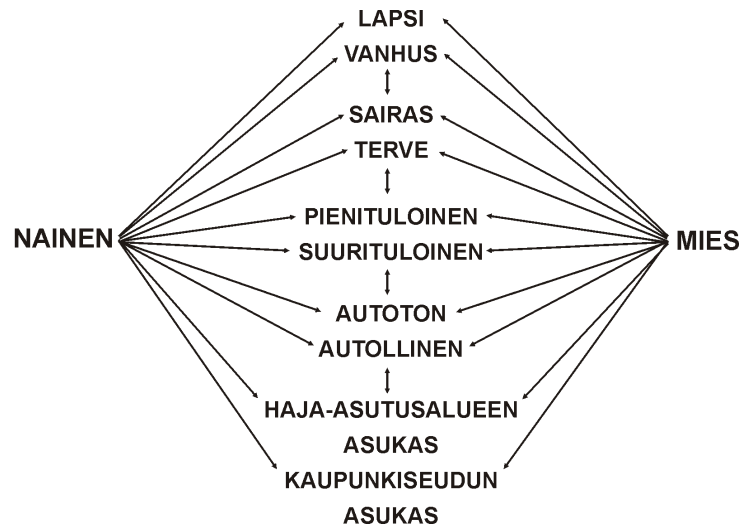 LAPSI
VANHUS
SAIRAS
TERVE
PIENITULOINEN
NAINEN
MIES
SUURITULOINEN
AUTOTON
AUTOLLINEN
HAJA-ASUTUSALUEEN
ASUKAS
KAUPUNKISEUDUN
ASUKAS